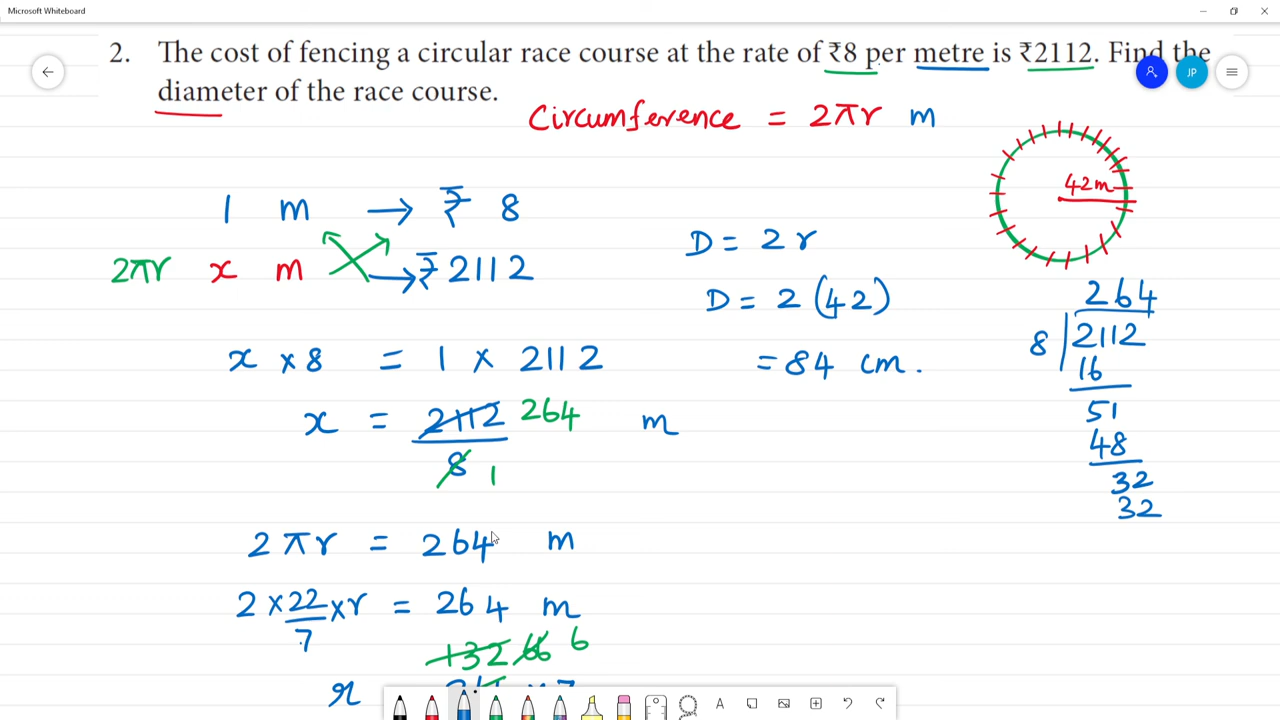 Microsoft Whiteboard
2. The cost of fencing a circular race course at the rate of ₹8 per metre is ₹2112. Find the
JP
diameter of the race course.
Circumference = 2πr m
42m
1 m → ₹ 8
2πr x m → ₹ 2112
D = 2r
D = 2 (42)
= 84 cm.
264
8 2112
16
51
48
32
32
x × 8 = 1 × 2112
x = 2112 264 m
8 1
2πr = 264 m
2 × 22 × r = 264 m
7
132 66 6
r
A